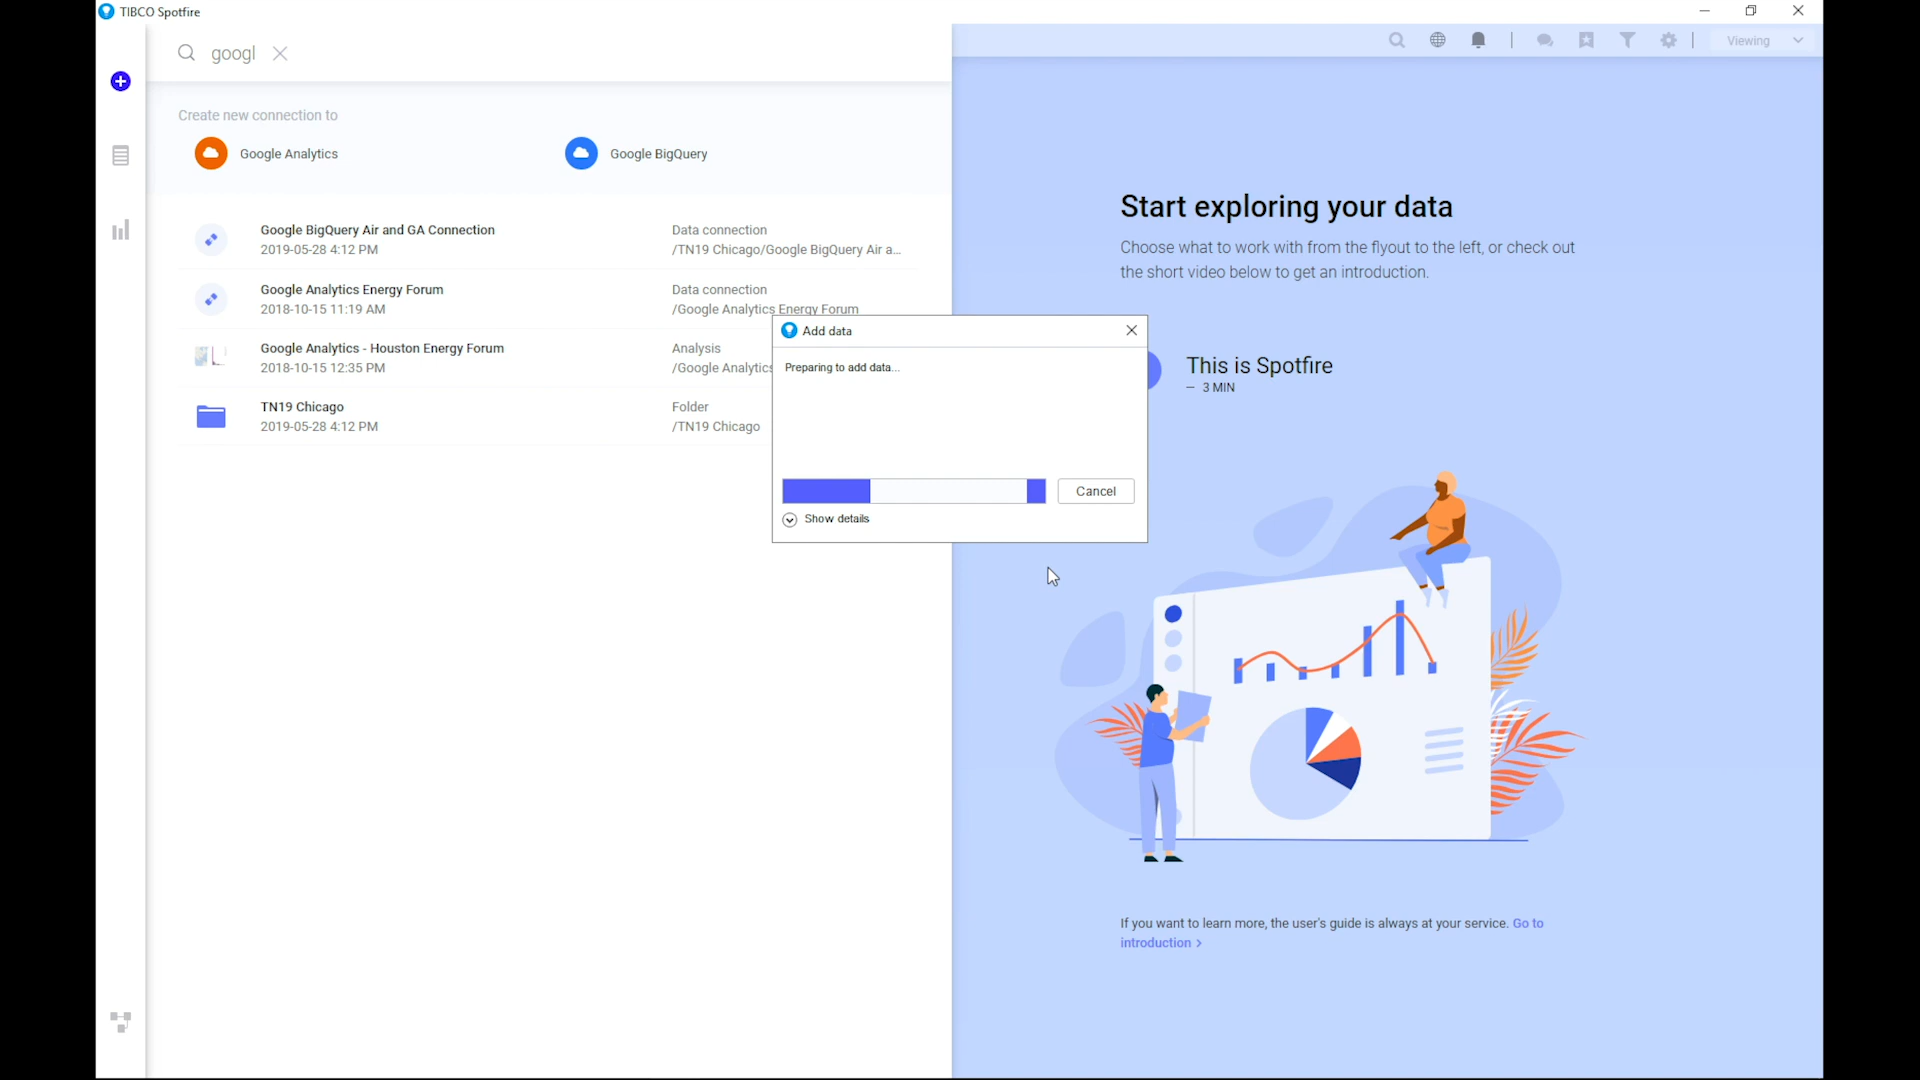 TIBCO Spotfire
googl
Viewing
Create new connection to
Google Analytics
Google BigQuery
Google BigQuery Air and GA Connection
2019-05-28 4:12 PM
Data connection
/TN19 Chicago/Google BigQuery Air a...
Google Analytics Energy Forum
2018-10-15 11:19 AM
Data connection
/Google Analytics Energy Forum
Google Analytics - Houston Energy Forum
2018-10-15 12:35 PM
Analysis
/Google Analytics
TN19 Chicago
2019-05-28 4:12 PM
Folder
/TN19 Chicago
Add data
Preparing to add data...
Cancel
Show details
Start exploring your data
Choose what to work with from the flyout to the left, or check out
the short video below to get an introduction.
This is Spotfire
– 3 MIN
If you want to learn more, the user's guide is always at your service. Go to
introduction >